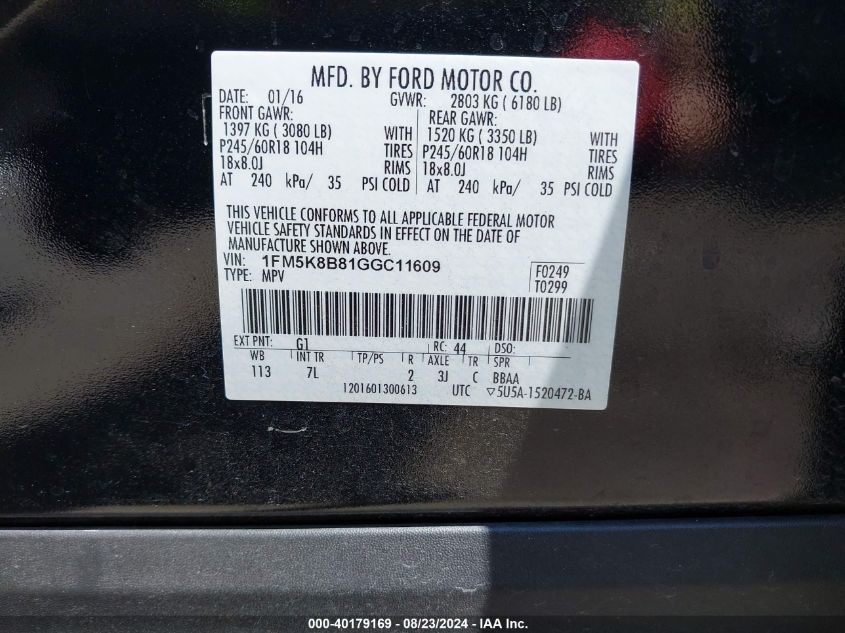 MFD. BY FORD MOTOR CO.
DATE: 01/16 GVWR: 2803 KG ( 6180 LB)
FRONT GAWR: REAR GAWR:
1397 KG ( 3080 LB) WITH 1520 KG ( 3350 LB) WITH
P245/60R18 104H TIRES P245/60R18 104H TIRES
18x8.0J RIMS 18x8.0J RIMS
AT 240 kPa/ 35 PSI COLD AT 240 kPa/ 35 PSI COLD
THIS VEHICLE CONFORMS TO ALL APPLICABLE FEDERAL MOTOR
VEHICLE SAFETY STANDARDS IN EFFECT ON THE DATE OF
MANUFACTURE SHOWN ABOVE.
VIN: 1FM5K8B81GGC11609
TYPE: MPV
F0249
T0299
EXT PNT: G1 RC: 44 DSO:
WB INT TR TP/PS R AXLE TR SPR
113 7L 2 3J C BBAA
1201601300613 UTC ▽5U5A-1520472-BA
000-40179169 - 08/23/2024 - IAA Inc.